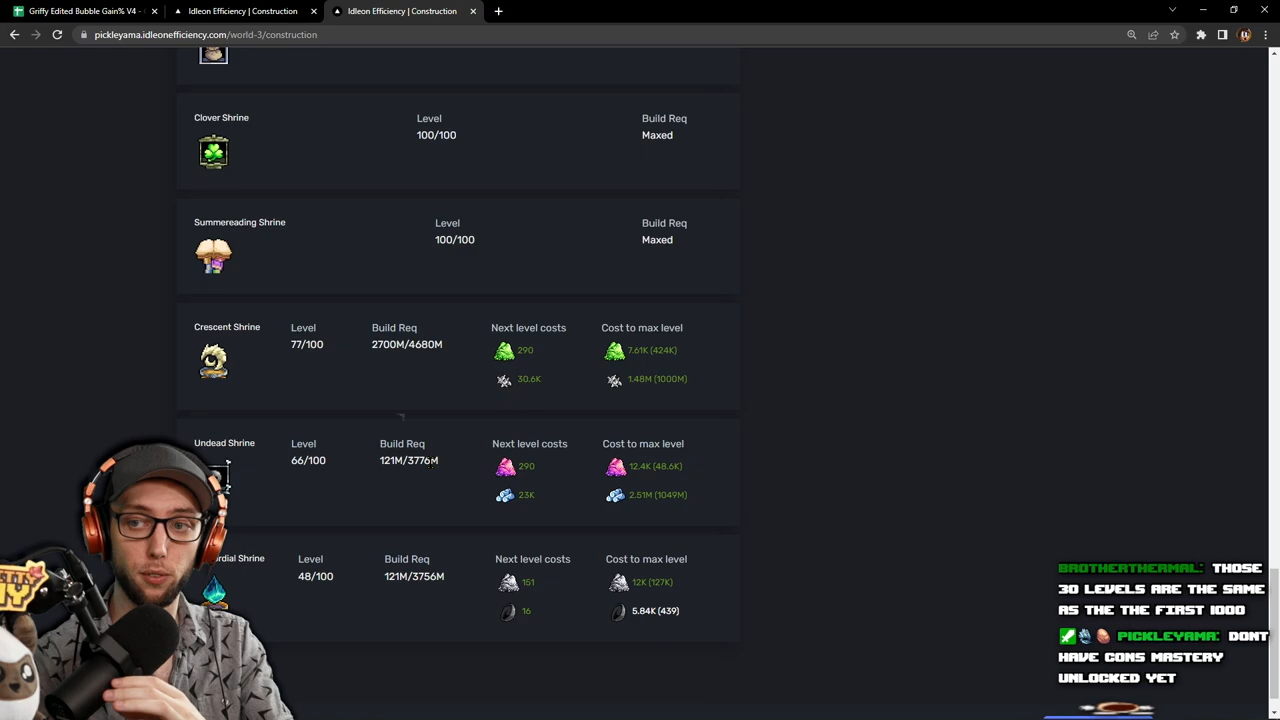 Griffy Edited Bubble Gain% V4 -
Idleon Efficiency | Construction
Idleon Efficiency | Construction
pickleyama.idleonefficiency.com/world-3/construction
Clover Shrine
Level
100/100
Build Req
Maxed
Summereading Shrine
Level
100/100
Build Req
Maxed
Crescent Shrine
Level
77/100
Build Req
2700M/4680M
Next level costs
290
30.6K
Cost to max level
7.61K (424K)
1.48M (1000M)
Undead Shrine
Level
66/100
Build Req
121M/3776M
Next level costs
290
23K
Cost to max level
12.4K (48.6K)
2.51M (1049M)
Shrine
Level
48/100
Build Req
121M/3756M
Next level costs
151
16
Cost to max level
12K (127K)
5.84K (439)
BROTHERTHERMAL: THOSE
30 LEVELS ARE THE SAME
AS THE THE FIRST 1000
PICKLEYAMA: DONT
HAVE CONS MASTERY
UNLOCKED YET